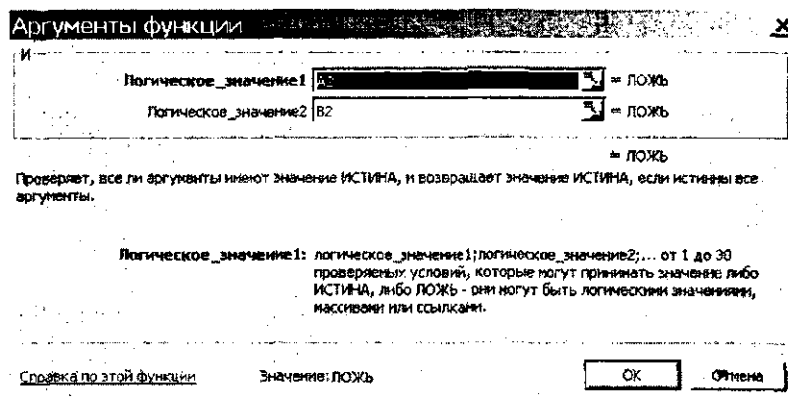 Аргументы функции
И
Логическое_значение1 A2 = ЛОЖЬ
Логическое_значение2 B2 = ЛОЖЬ
= ЛОЖЬ
Проверяет, все ли аргументы имеют значение ИСТИНА, и возвращает значение ИСТИНА, если истинны все
аргументы.
Логическое_значение1: логическое_значение1;логическое_значение2;... от 1 до 30
проверяемых условий, которые могут принимать значение либо
ИСТИНА, либо ЛОЖЬ - они могут быть логическими значениями,
массивами или ссылками.
Справка по этой функции Значение:ЛОЖЬ OK Отмена